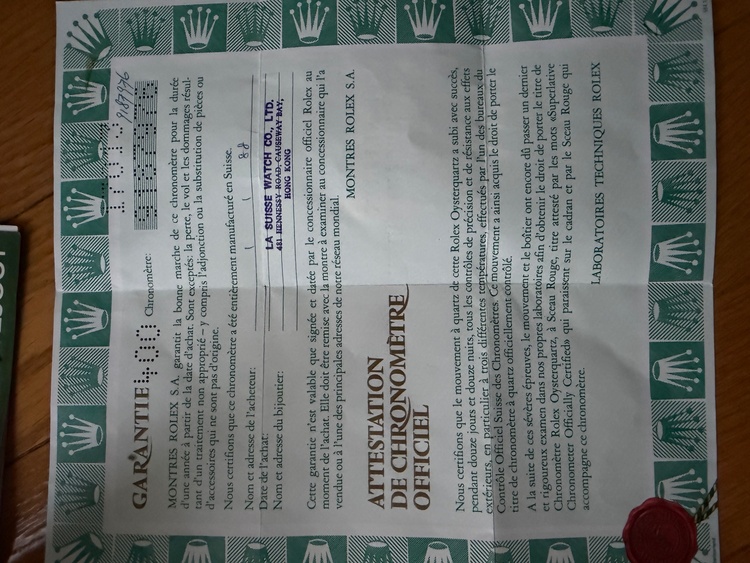 GARANTIE 400 Chronomètre:
9187976
MONTRES ROLEX S.A. garantit la bonne marche de ce chronomètre pour la durée
d'une année à partir de la date d'achat. Sont exceptés: la perte, le vol et les dommages résul-
tant d'un traitement non approprié – y compris l'adjonction ou la substitution de pièces ou
d'accessoires qui ne sont pas d'origine.
Nous certifions que ce chronomètre a été entièrement manufacturé en Suisse.
Nom et adresse de l'acheteur:
Date de l'achat: 1 1 88
Nom et adresse du bijoutier: LA SUISSE WATCH CO., LTD.
481 HENNESSY ROAD, CAUSEWAY BAY,
HONG KONG
Cette garantie n'est valable que signée et datée par le concessionnaire officiel Rolex au
moment de l'achat. Elle doit être remise avec la montre à examiner au concessionnaire qui l'a
vendue ou à l'une des principales adresses de notre réseau mondial.
MONTRES ROLEX S.A.
ATTESTATION
DE CHRONOMÈTRE
OFFICIEL
Nous certifions que le mouvement à quartz de cette Rolex Oysterquartz a subi avec succès,
pendant douze jours et douze nuits, tous les contrôles de précision et de résistance aux effets
extérieurs, en particulier à trois différentes températures, effectués par l'un des bureaux du
Contrôle Officiel Suisse des Chronomètres. Ce mouvement a ainsi acquis le droit de porter le
titre de chronomètre à quartz officiellement contrôlé.
A la suite de ces sévères épreuves, le mouvement et le boîtier ont encore dû passer un dernier
et rigoureux examen dans nos propres laboratoires afin d'obtenir le droit de porter le titre de
Chronomètre Rolex Oysterquartz, à Sceau Rouge, titre attesté par les mots «Superlative
Chronometer Officially Certified» qui paraissent sur le cadran et par le Sceau Rouge qui
accompagne ce chronomètre.
LABORATOIRES TECHNIQUES ROLEX